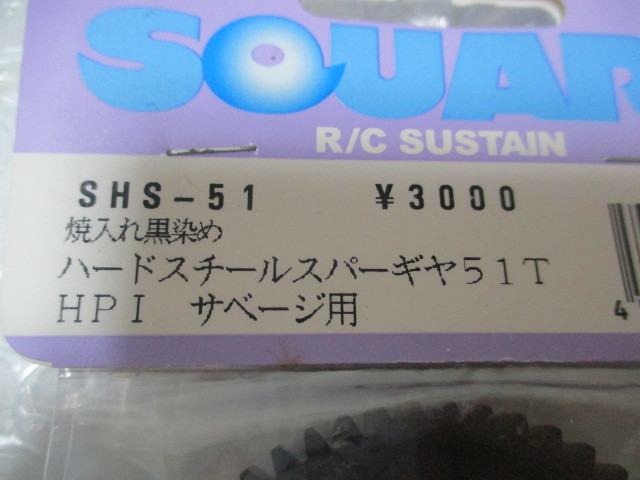 SQUAR
R/C SUSTAIN
SHS-51 ¥3000
焼入れ黒染め
ハードスチールスパーギヤ51T
HPI サベージ用
4